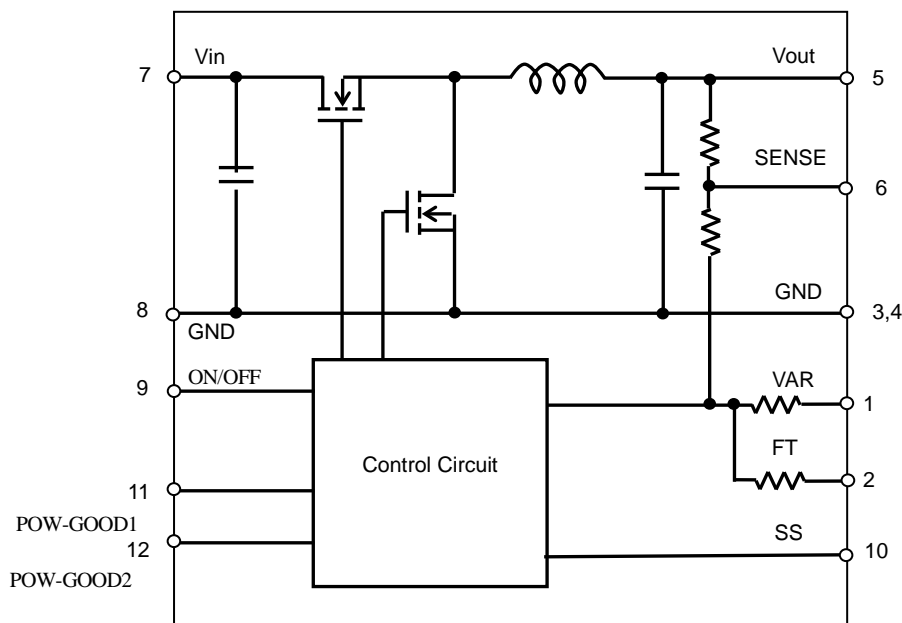 Vin
Vout
7
5
SENSE
6
GND
8
3,4
GND
ON/OFF
VAR
9
1
Control Circuit
FT
2
11
POW-GOOD1
SS
12
10
POW-GOOD2